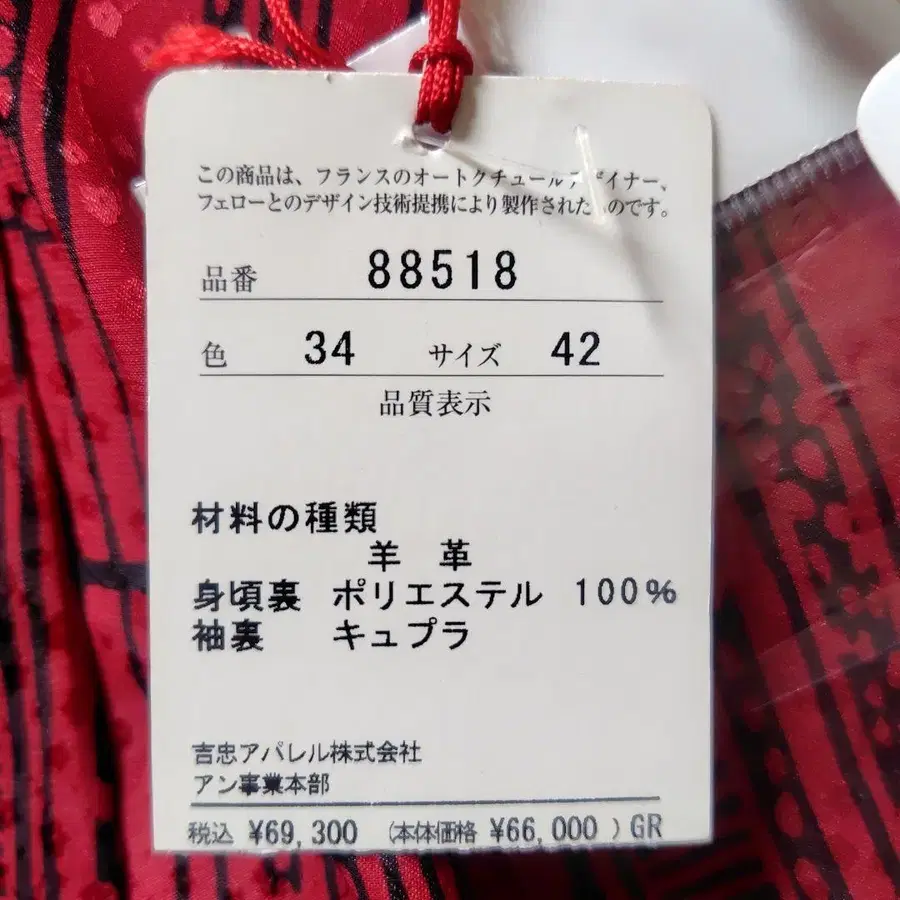 この商品は、フランスのオートクチュールデザイナー、
フェローとのデザイン技術提携により製作されたものです。
品番 88518
色 34 サイズ 42
品質表示
材料の種類
羊 革
身頃裏 ポリエステル 100%
袖裏 キュプラ
吉忠アパレル株式会社
アン事業本部
税込 ¥69,300 (本体価格 ¥66,000 ) GR